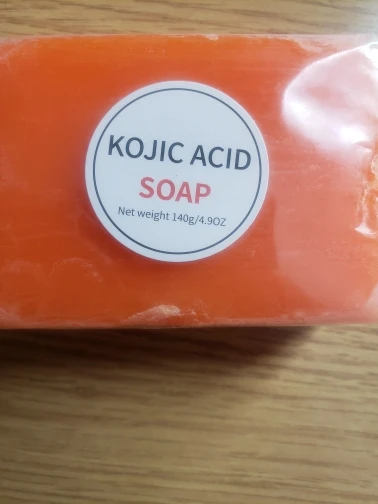 KOJIC ACID
SOAP
Net weight 140g/4.9OZ